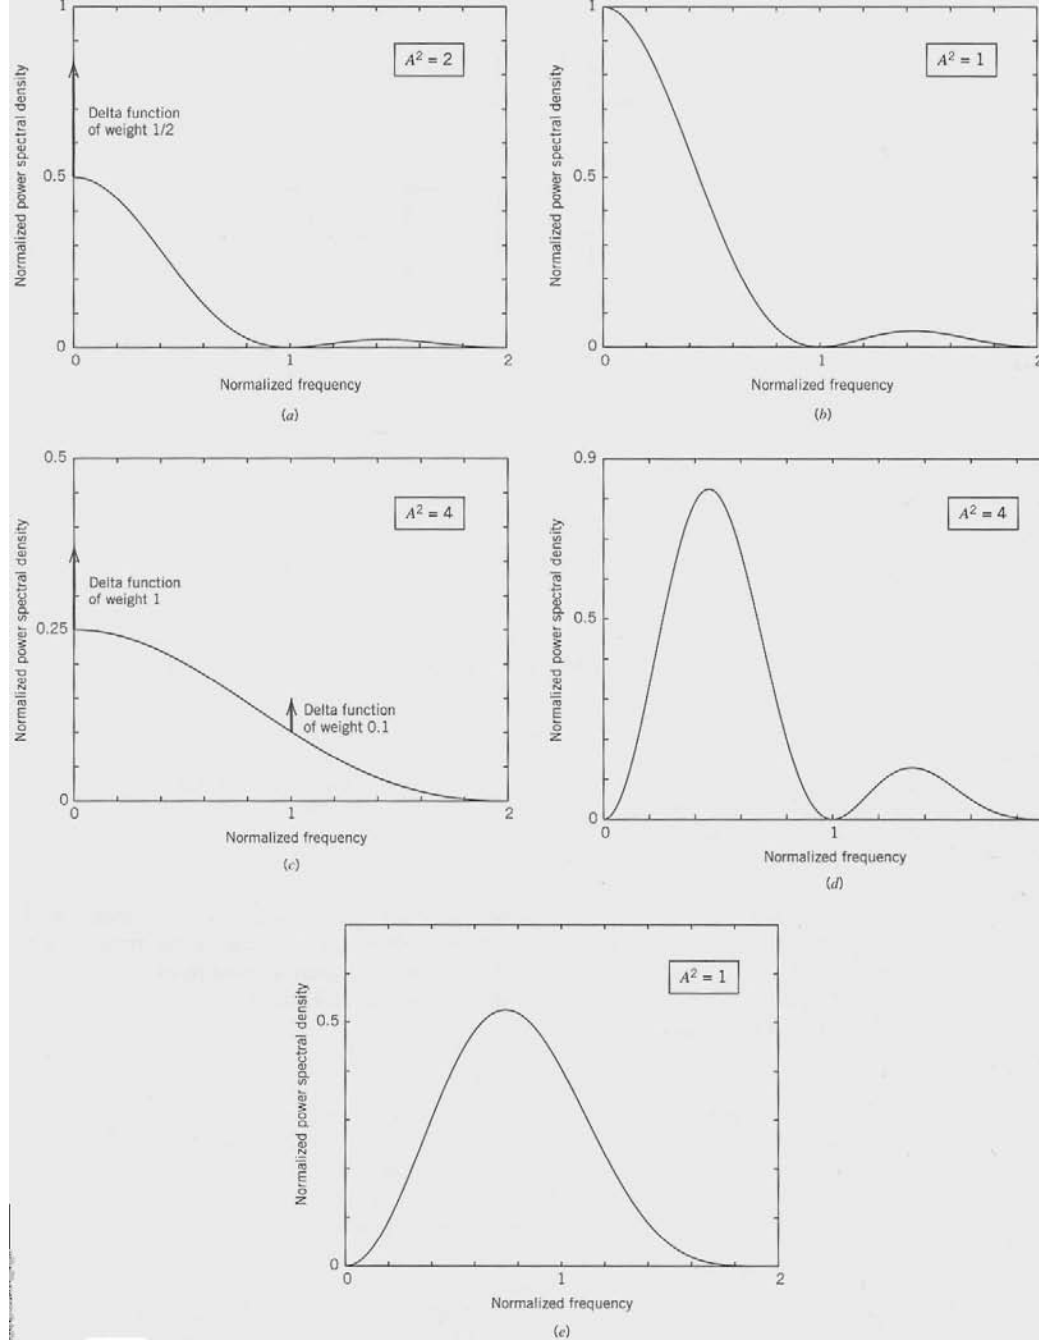 1
A² = 2
Delta function
of weight 1/2
0.5
0
0
1
2
Normalized power spectral density
Normalized frequency
(a)
1
A² = 1
0.5
0
0
1
2
Normalized power spectral density
Normalized frequency
(b)
0.5
A² = 4
Delta function
of weight 1
0.25
Delta function
of weight 0.1
0
0
1
2
Normalized power spectral density
Normalized frequency
(c)
0.9
A² = 4
0.5
0
0
1
Normalized power spectral density
Normalized frequency
(d)
A² = 1
0.5
0
0
1
2
Normalized power spectral density
Normalized frequency
(e)